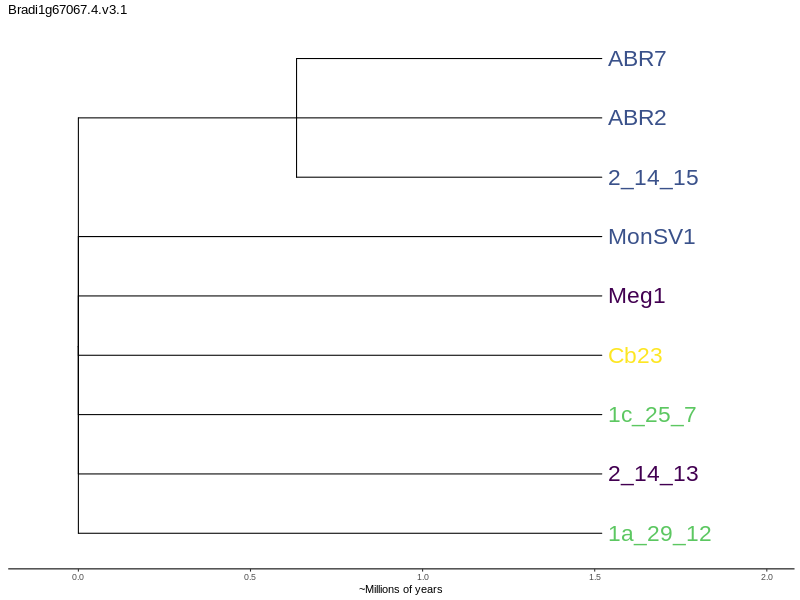 Bradi1g67067.4.v3.1
ABR7
ABR2
2_14_15
MonSV1
Meg1
Cb23
1c_25_7
2_14_13
1a_29_12
0.0 0.5 1.0 1.5 2.0
~Millions of years